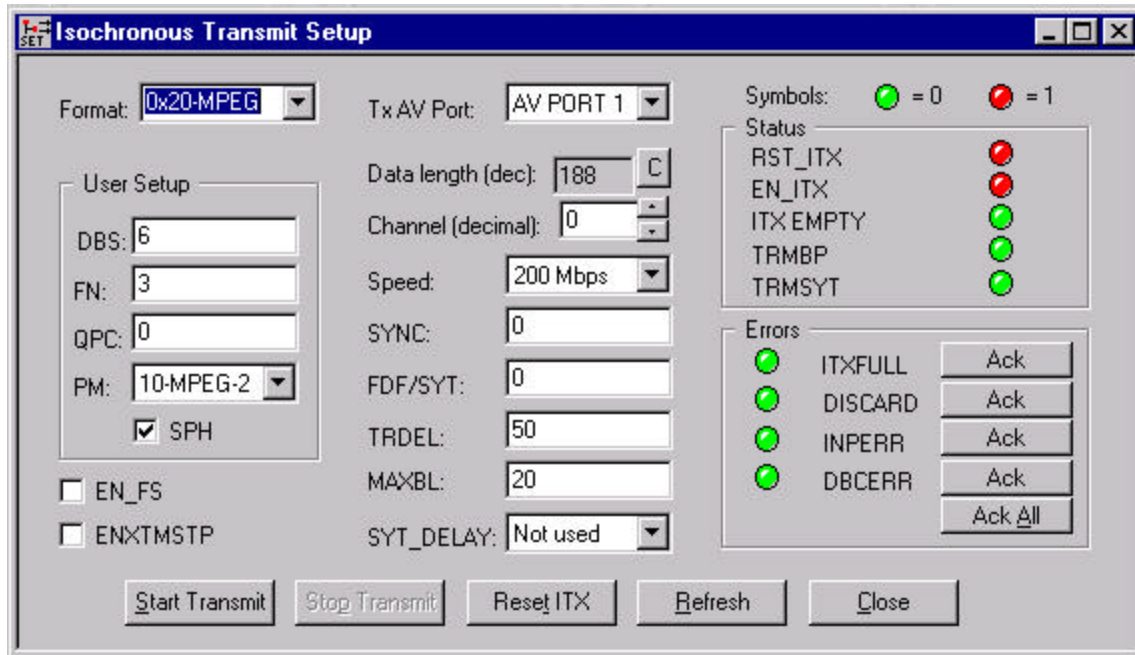 SET Isochronous Transmit Setup
Format: 0x20-MPEG
User Setup
DBS: 6
FN: 3
QPC: 0
PM: 10-MPEG-2
SPH
EN_FS
ENXTMSTP
Tx AV Port: AV PORT 1
Data length (dec): 188 C
Channel (decimal): 0
Speed: 200 Mbps
SYNC: 0
FDF/SYT: 0
TRDEL: 50
MAXBL: 20
SYT_DELAY: Not used
Symbols: = 0 = 1
Status
RST_ITX
EN_ITX
ITX EMPTY
TRMBP
TRMSYT
Errors
ITXFULL Ack
DISCARD Ack
INPERR Ack
DBCERR Ack
Ack All
Start Transmit Stop Transmit Reset ITX Refresh Close